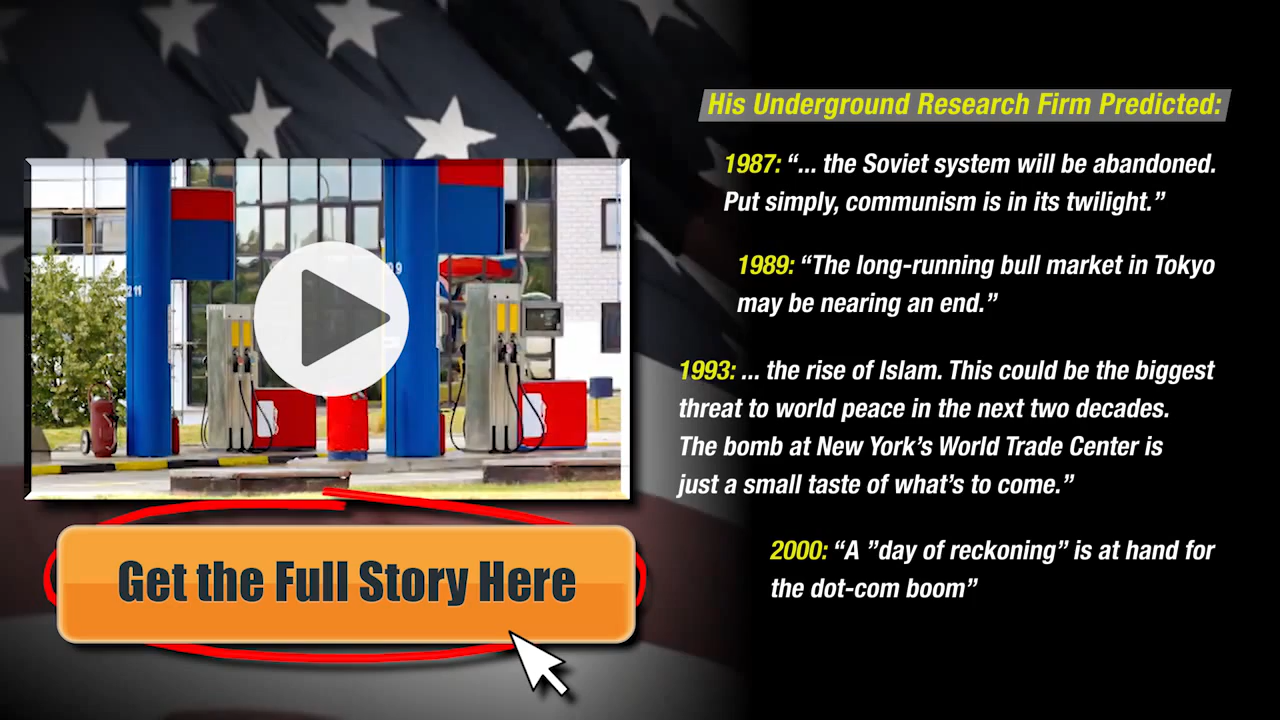 His Underground Research Firm Predicted:
1987: “... the Soviet system will be abandoned.
Put simply, communism is in its twilight.”
1989: “The long-running bull market in Tokyo
may be nearing an end.”
1993: ... the rise of Islam. This could be the biggest
threat to world peace in the next two decades.
The bomb at New York’s World Trade Center is
just a small taste of what’s to come.”
2000: “A ”day of reckoning” is at hand for
the dot-com boom”
Get the Full Story Here